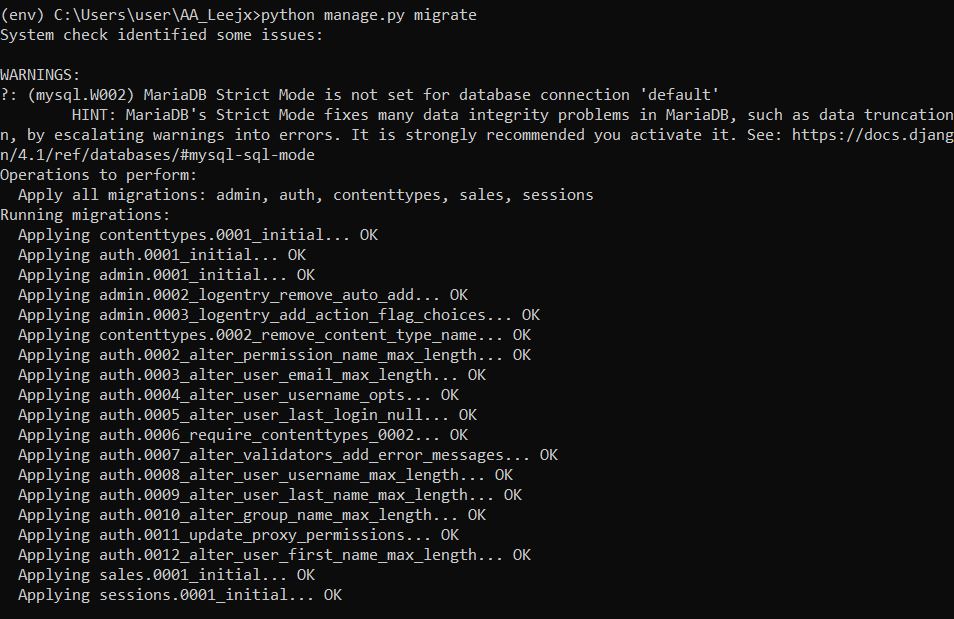 (env) C:\Users\user\AA_Leejx>python manage.py migrate
System check identified some issues:
WARNINGS:
?: (mysql.W002) MariaDB Strict Mode is not set for database connection 'default'
HINT: MariaDB's Strict Mode fixes many data integrity problems in MariaDB, such as data truncation
n, by escalating warnings into errors. It is strongly recommended you activate it. See: https://docs.djang
n/4.1/ref/databases/#mysql-sql-mode
Operations to perform:
Apply all migrations: admin, auth, contenttypes, sales, sessions
Running migrations:
Applying contenttypes.0001_initial... OK
Applying auth.0001_initial... OK
Applying admin.0001_initial... OK
Applying admin.0002_logentry_remove_auto_add... OK
Applying admin.0003_logentry_add_action_flag_choices... OK
Applying contenttypes.0002_remove_content_type_name... OK
Applying auth.0002_alter_permission_name_max_length... OK
Applying auth.0003_alter_user_email_max_length... OK
Applying auth.0004_alter_user_username_opts... OK
Applying auth.0005_alter_user_last_login_null... OK
Applying auth.0006_require_contenttypes_0002... OK
Applying auth.0007_alter_validators_add_error_messages... OK
Applying auth.0008_alter_user_username_max_length... OK
Applying auth.0009_alter_user_last_name_max_length... OK
Applying auth.0010_alter_group_name_max_length... OK
Applying auth.0011_update_proxy_permissions... OK
Applying auth.0012_alter_user_first_name_max_length... OK
Applying sales.0001_initial... OK
Applying sessions.0001_initial... OK